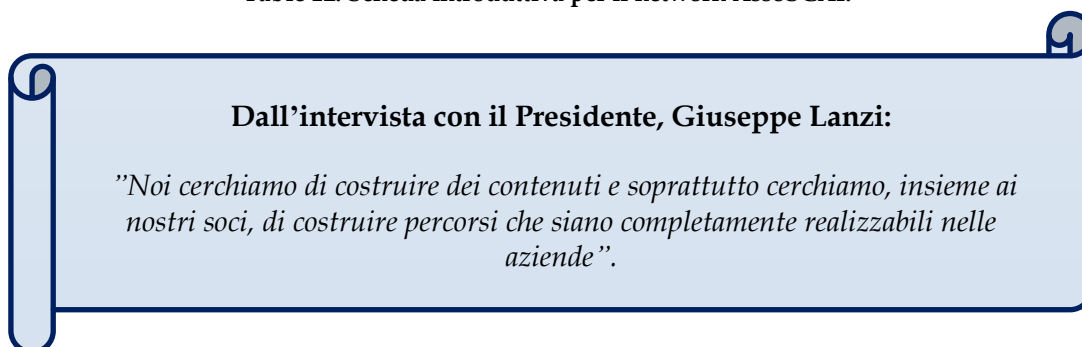 Dall'intervista con il Presidente, Giuseppe Lanzi:
"Noi cerchiamo di costruire dei contenuti e soprattutto cerchiamo, insieme ai
nostri soci, di costruire percorsi che siano completamente realizzabili nelle
aziende".